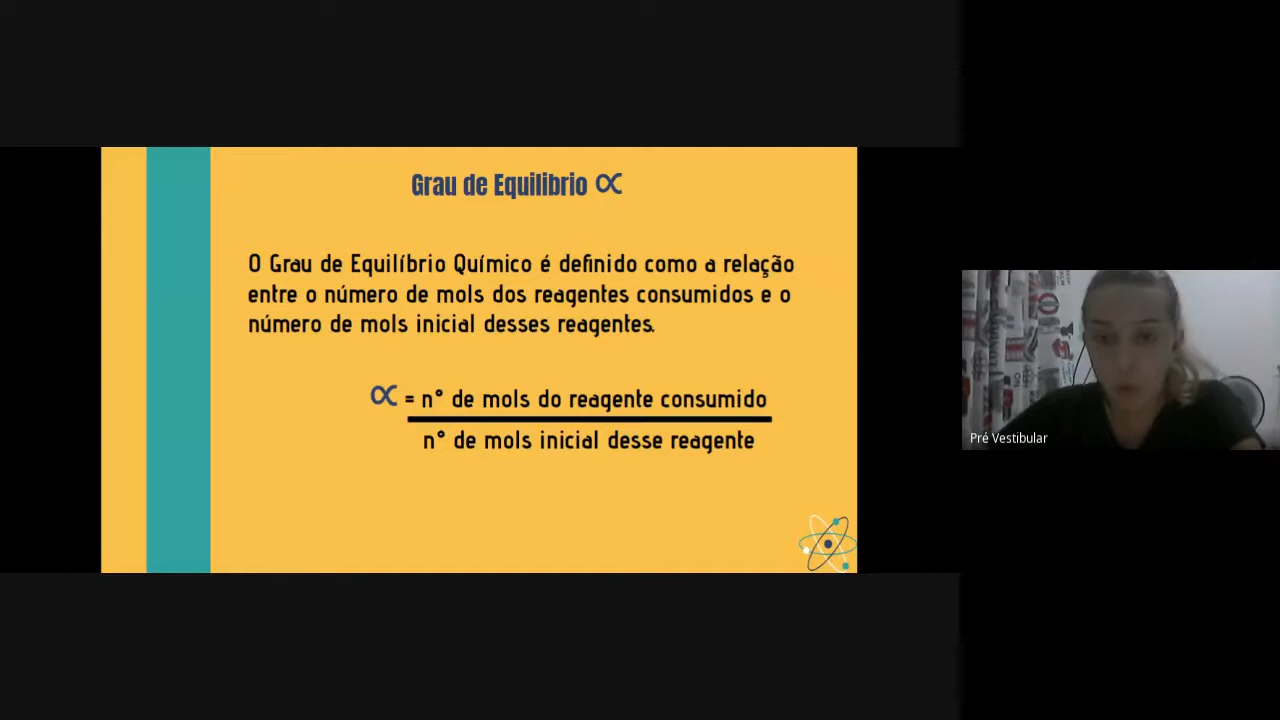 Grau de Equilibrio ∝
O Grau de Equilíbrio Químico é definido como a relação
entre o número de mols dos reagentes consumidos e o
número de mols inicial desses reagentes.
∝ = n° de mols do reagente consumido
n° de mols inicial desse reagente
Pré Vestibular